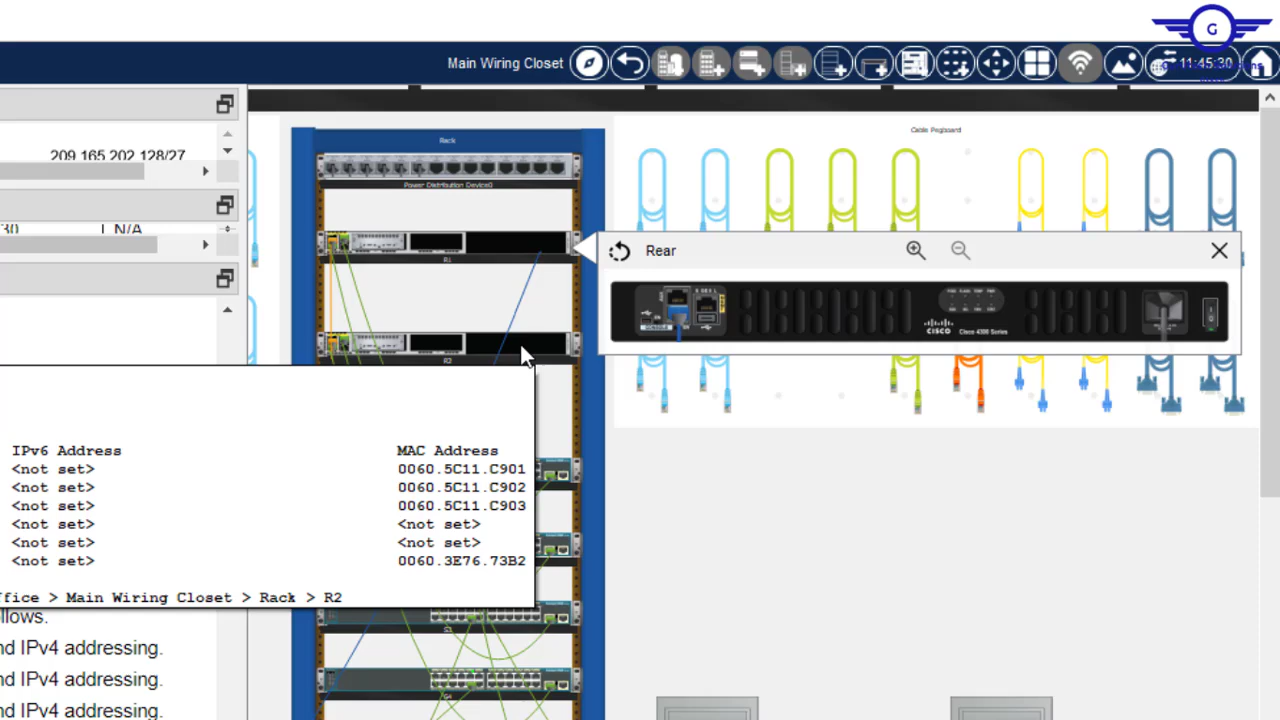 G
Main Wiring Closet
11:45:30
209.165.202.128/27
N/A
Rack
Cable Pegboard
Power Distribution Device0
R1
Rear
CISCO Cisco 4300 Series
R2
IPv6 Address MAC Address
<not set> 0060.5C11.C901
<not set> 0060.5C11.C902
<not set> 0060.5C11.C903
<not set> <not set>
<not set> <not set>
<not set> 0060.3E76.73B2
ffice > Main Wiring Closet > Rack > R2
llows.
nd IPv4 addressing.
nd IPv4 addressing.
nd IPv4 addressing.